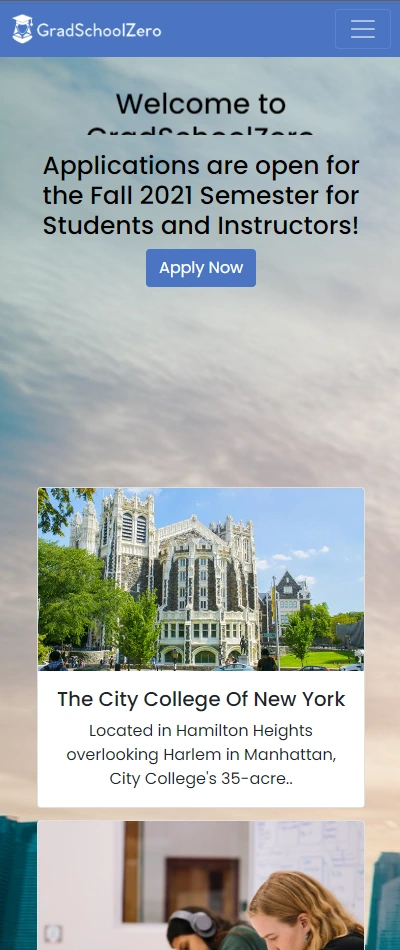 GradSchoolZero
Welcome to
GradSchoolZero
Applications are open for
the Fall 2021 Semester for
Students and Instructors!
Apply Now
The City College Of New York
Located in Hamilton Heights
overlooking Harlem in Manhattan,
City College's 35-acre..